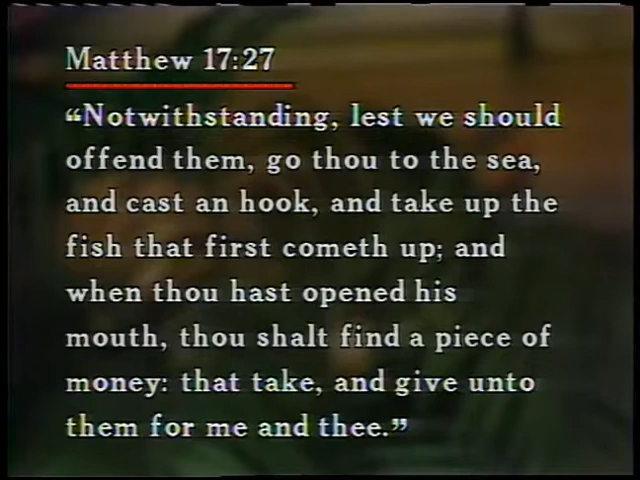 Matthew 17:27
“Notwithstanding, lest we should
offend them, go thou to the sea,
and cast an hook, and take up the
fish that first cometh up; and
when thou hast opened his
mouth, thou shalt find a piece of
money: that take, and give unto
them for me and thee.”